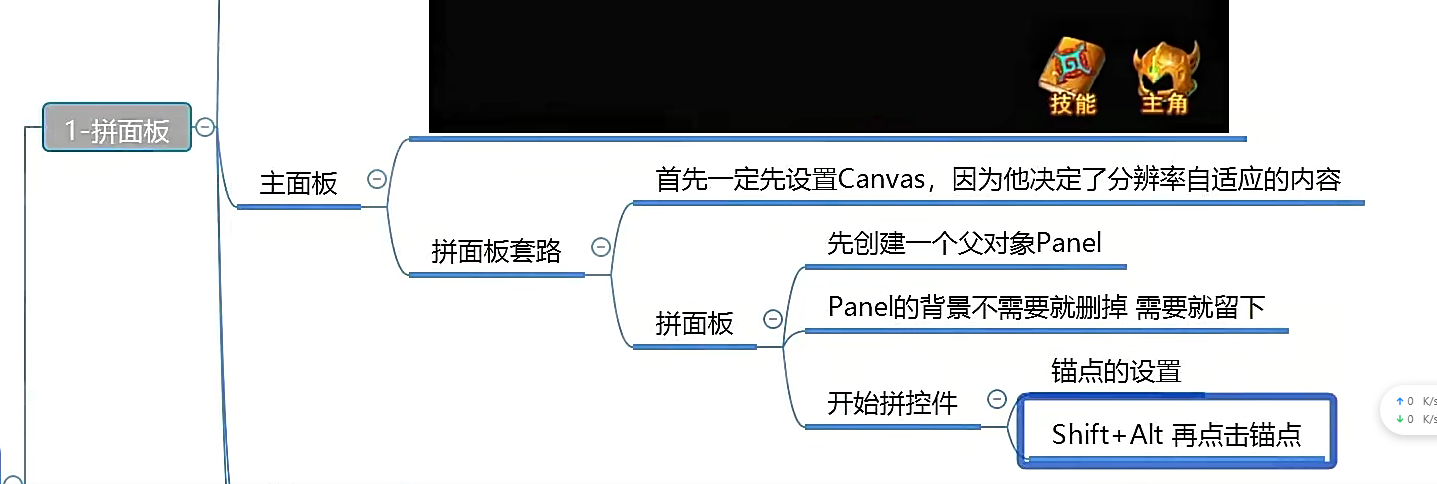 技能
主角
1-拼面板
主面板
首先一定先设置Canvas，因为他决定了分辨率自适应的内容
拼面板套路
先创建一个父对象Panel
Panel的背景不需要就删掉 需要就留下
拼面板
锚点的设置
开始拼控件
Shift+Alt 再点击锚点
↑ 0 K/s
↓ 0 K/s